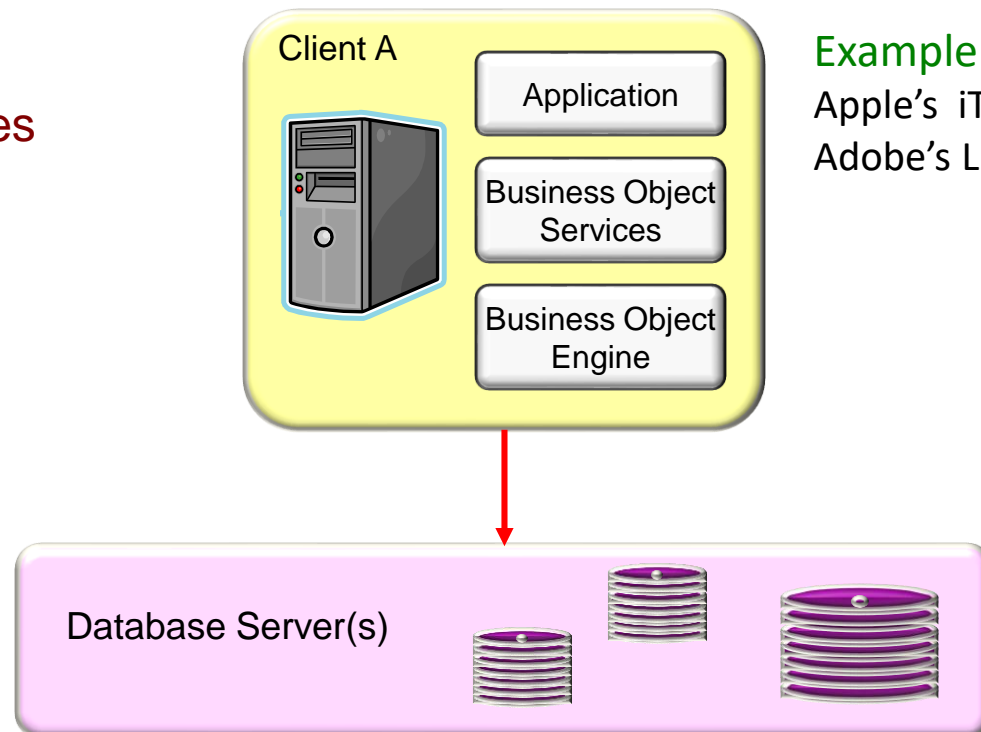 Client A
Application
Business Object
Services
Business Object
Engine
Example
Apple’s iT
Adobe’s L
es
Database Server(s)